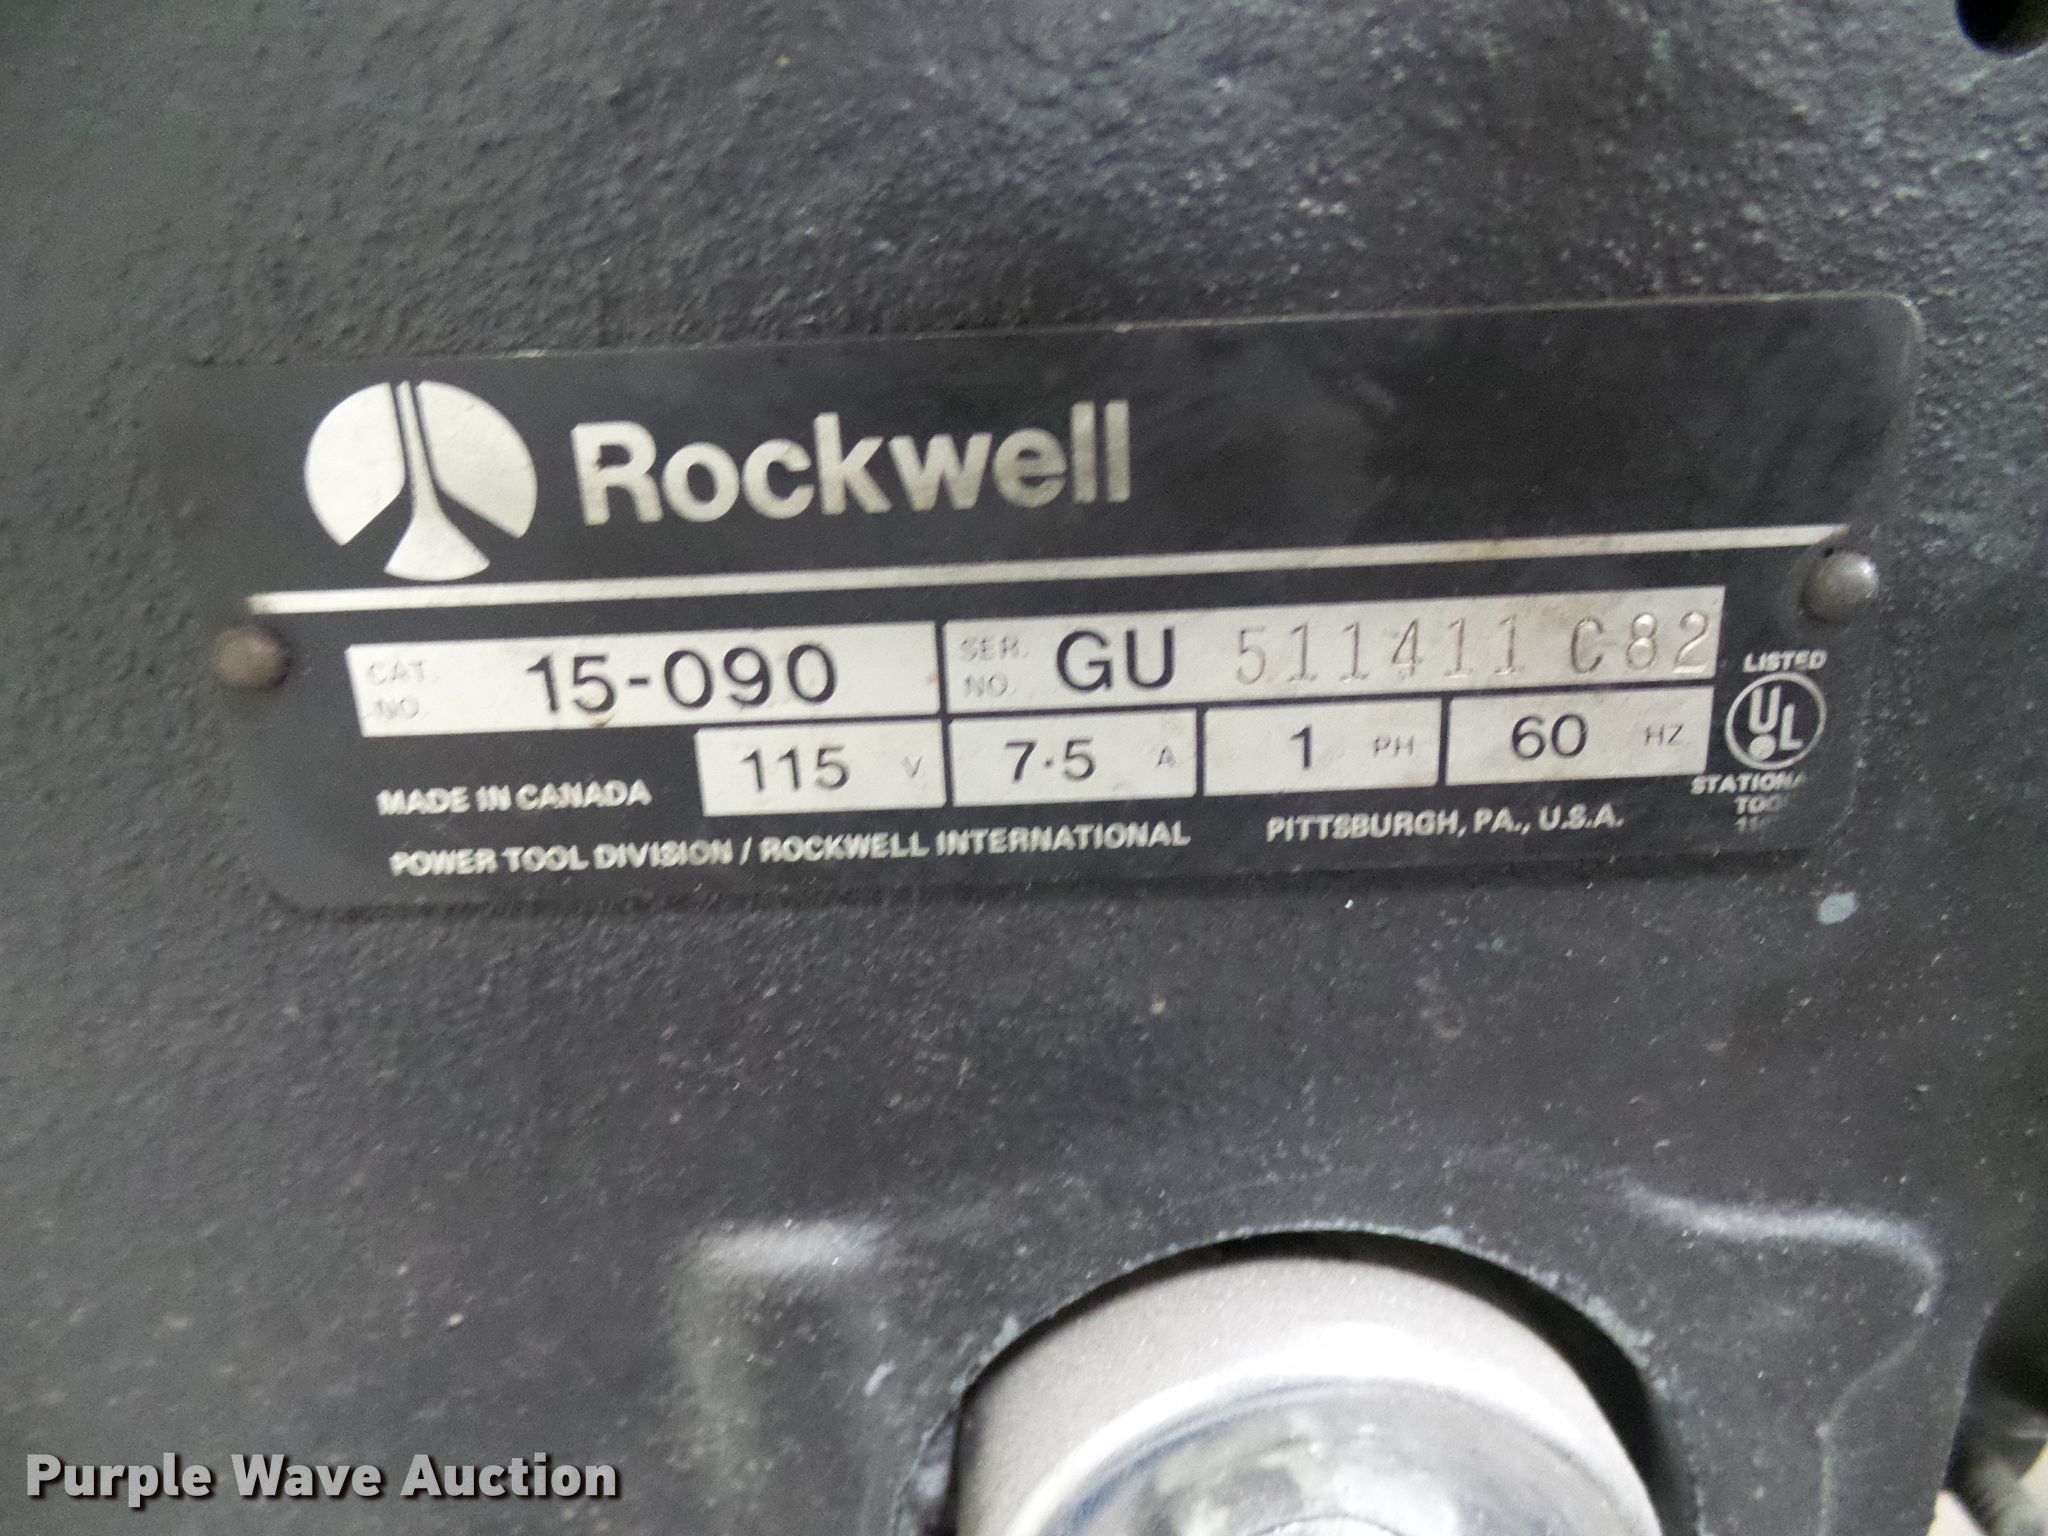 Rockwell
CAT. NO. 15-090 SER. NO. GU 511411 C82
LISTED
UL
MADE IN CANADA 115 V 7.5 A 1 PH 60 HZ
POWER TOOL DIVISION / ROCKWELL INTERNATIONAL PITTSBURGH, PA., U.S.A.
Purple Wave Auction